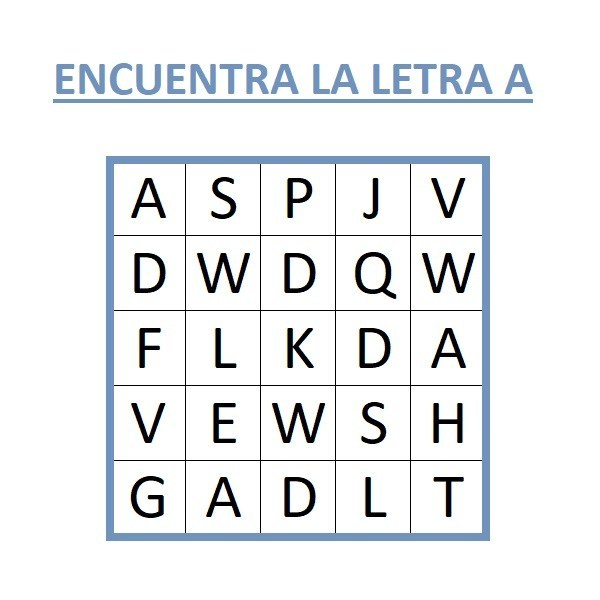 ENCUENTRA LA LETRA A
A S P J V
D W D Q W
F L K D A
V E W S H
G A D L T